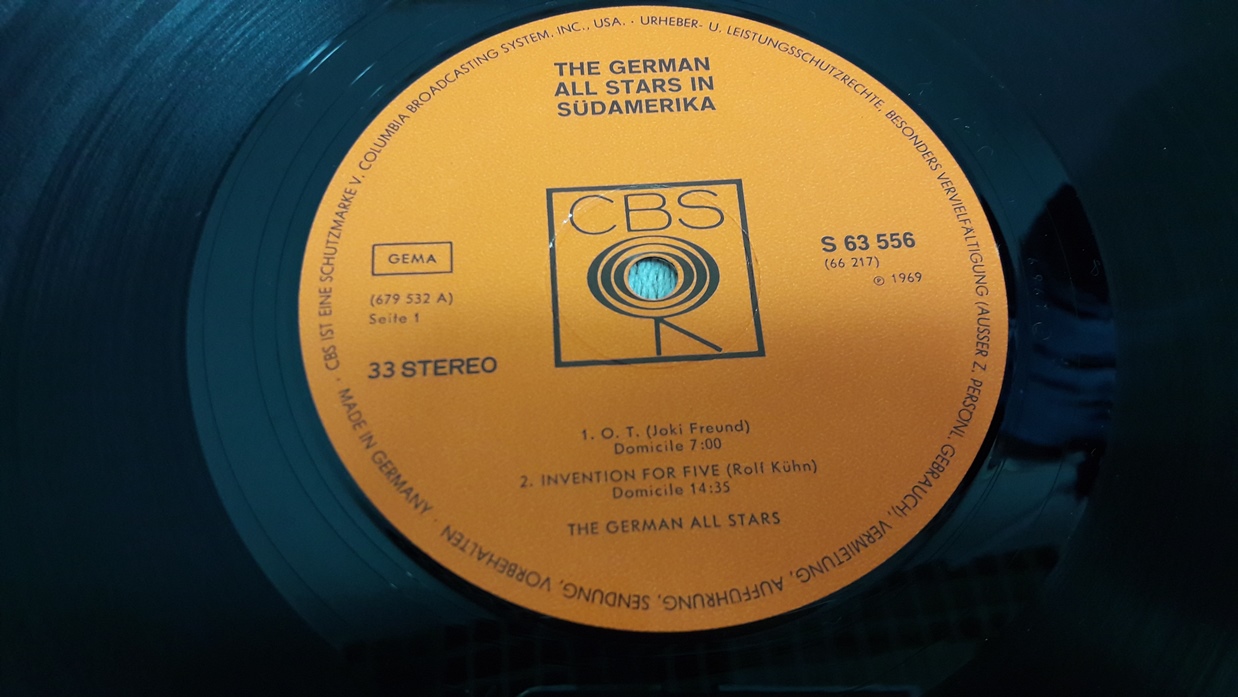 THE GERMAN
ALL STARS IN
SÜDAMERIKA
CBS
GEMA
(679 532 A)
Seite 1
33 STEREO
S 63 556
(66 217)
Ⓟ 1969
1. O. T. (Joki Freund)
Domicile 7:00
2. INVENTION FOR FIVE (Rolf Kühn)
Domicile 14:35
THE GERMAN ALL STARS
· MADE IN GERMANY · CBS IST EINE SCHUTZMARKE V. COLUMBIA BROADCASTING SYSTEM, INC., USA. · URHEBER- U. LEISTUNGSSCHUTZRECHTE, BESONDERS VERVIELFÄLTIGUNG (AUSSER Z. PERSONL. GEBRAUCH), VERMIETUNG, AUFFÜHRUNG, SENDUNG, VORBEHALTEN